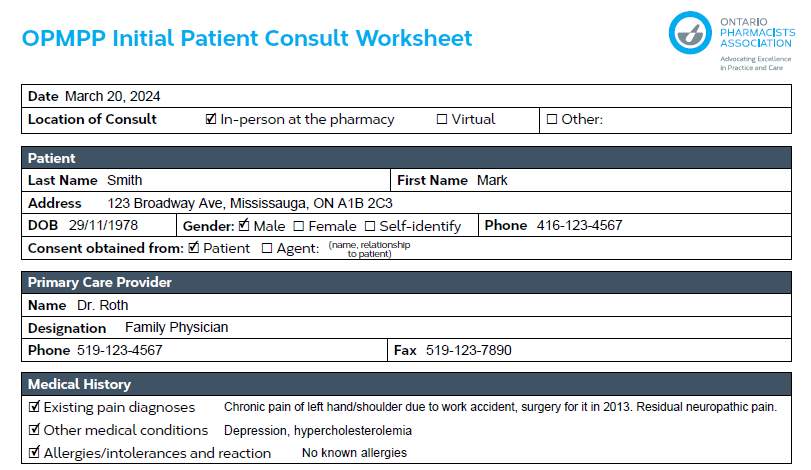 OPMPP Initial Patient Consult Worksheet
ONTARIO
PHARMACISTS
ASSOCIATION
Advocating Excellence
in Practice and Care
Date March 20, 2024
Location of Consult ☑ In-person at the pharmacy ☐ Virtual ☐ Other:
Patient
Last Name Smith First Name Mark
Address 123 Broadway Ave, Mississauga, ON A1B 2C3
DOB 29/11/1978 Gender: ☑ Male ☐ Female ☐ Self-identify Phone 416-123-4567
Consent obtained from: ☑ Patient ☐ Agent: (name, relationship
to patient)
Primary Care Provider
Name Dr. Roth
Designation Family Physician
Phone 519-123-4567 Fax 519-123-7890
Medical History
☑ Existing pain diagnoses Chronic pain of left hand/shoulder due to work accident, surgery for it in 2013. Residual neuropathic pain.
☑ Other medical conditions Depression, hypercholesterolemia
☑ Allergies/intolerances and reaction No known allergies